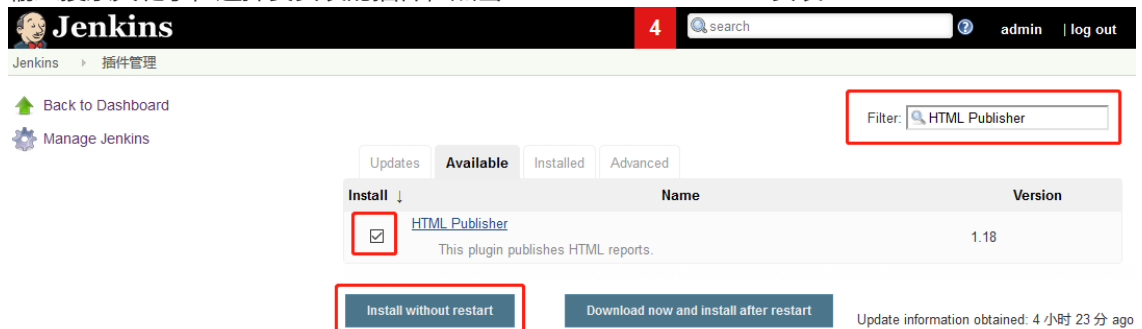 Jenkins
4
search
admin
| log out
Jenkins
插件管理
Back to Dashboard
Manage Jenkins
Filter: HTML Publisher
Updates
Available
Installed
Advanced
Install ↓
Name
Version
HTML Publisher
This plugin publishes HTML reports.
1.18
Install without restart
Download now and install after restart
Update information obtained: 4 小时 23 分 ago